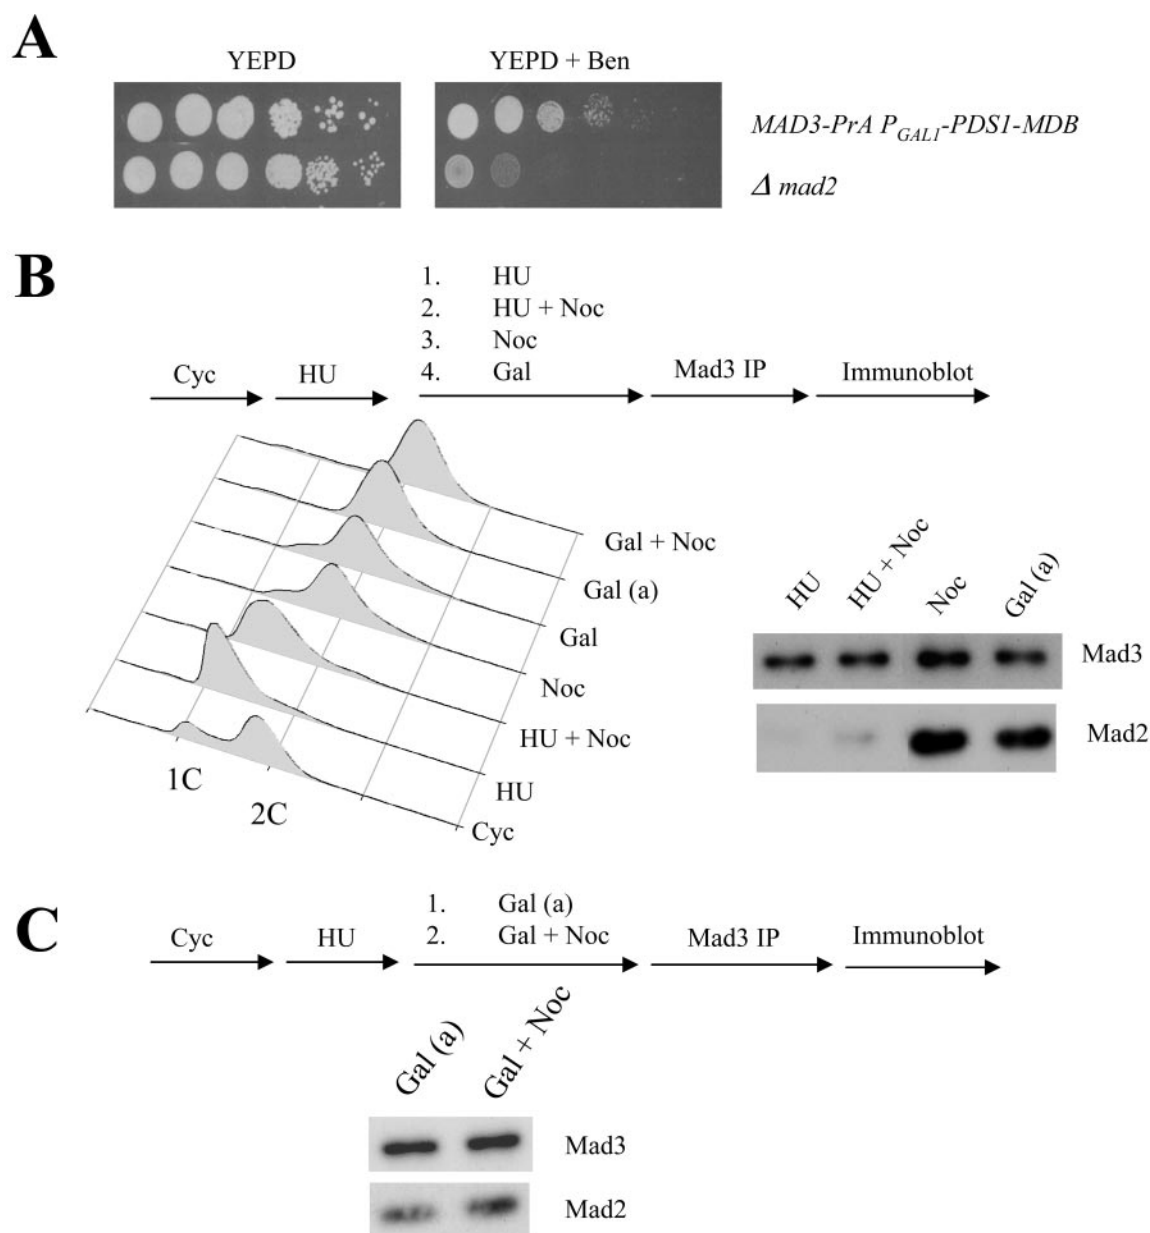 A
YEPD
YEPD + Ben
MAD3-PrA P_GAL1-PDS1-MDB
Δ mad2
B
1. HU
2. HU + Noc
3. Noc
4. Gal
Cyc
HU
Mad3 IP
Immunoblot
Gal + Noc
Gal (a)
Gal
Noc
HU + Noc
HU
Cyc
1C
2C
HU
HU + Noc
Noc
Gal (a)
Mad3
Mad2
C
1. Gal (a)
2. Gal + Noc
Cyc
HU
Mad3 IP
Immunoblot
Gal (a)
Gal + Noc
Mad3
Mad2